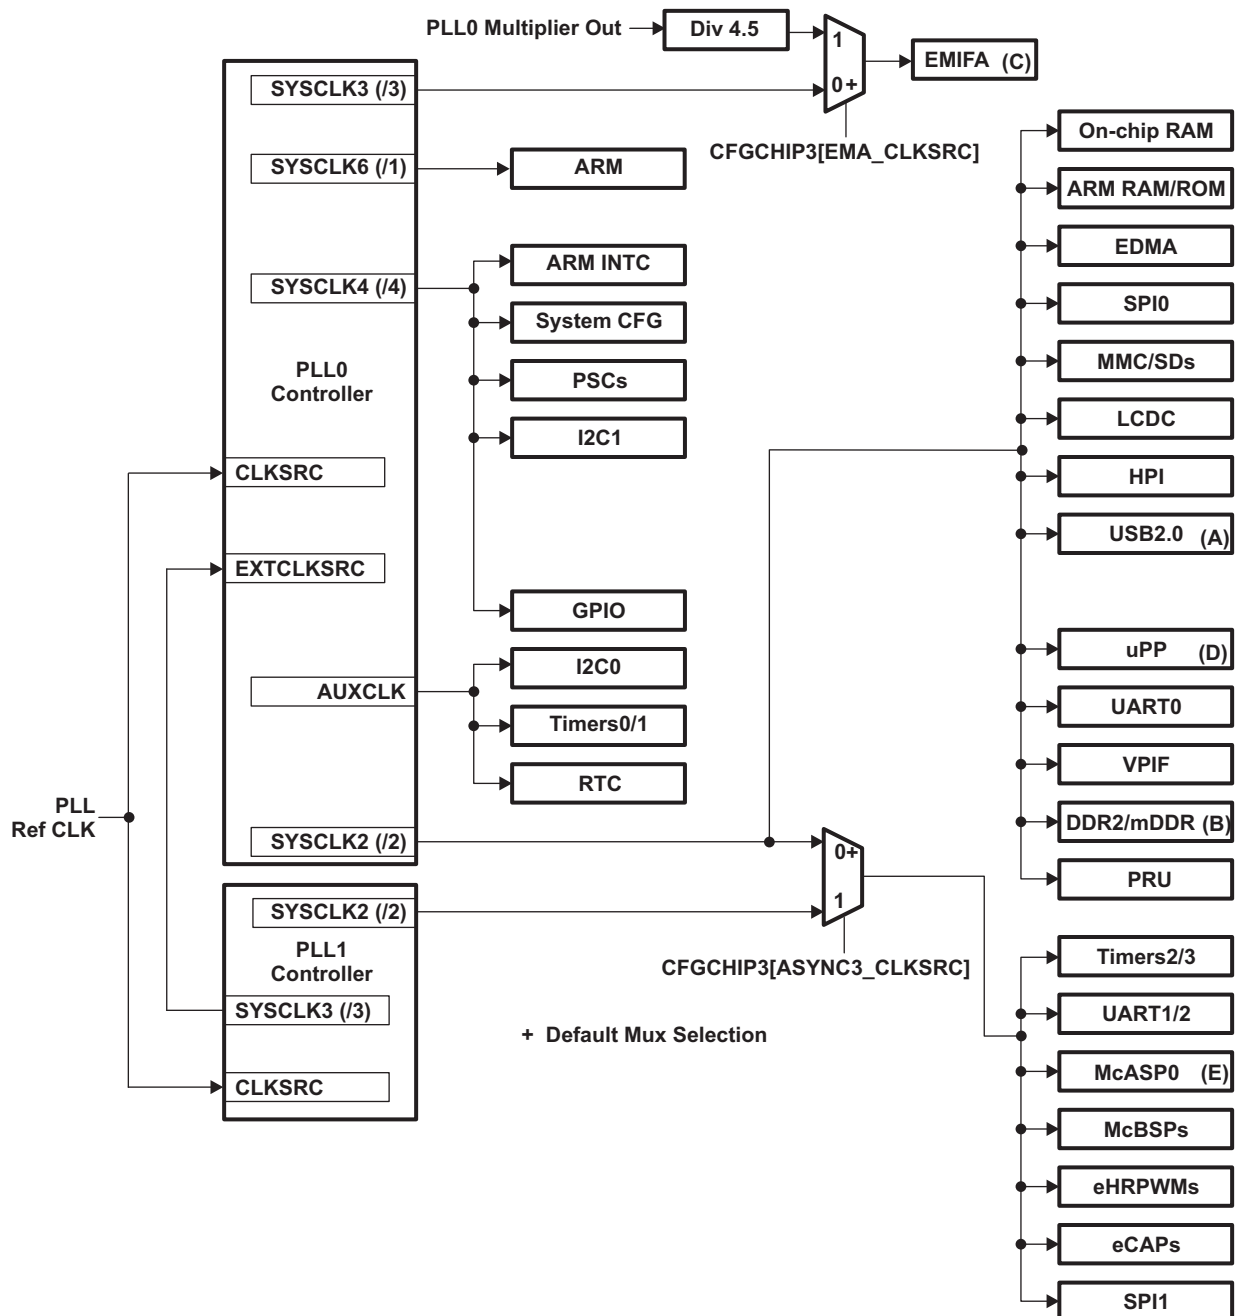 PLL0 Multiplier Out
Div 4.5
1
0+
EMIFA (C)
CFGCHIP3[EMA_CLKSRC]
SYSCLK3 (/3)
SYSCLK6 (/1)
ARM
SYSCLK4 (/4)
ARM INTC
System CFG
PSCs
I2C1
GPIO
PLL0
Controller
CLKSRC
EXTCLKSRC
AUXCLK
I2C0
Timers0/1
RTC
PLL
Ref CLK
SYSCLK2 (/2)
SYSCLK2 (/2)
PLL1
Controller
SYSCLK3 (/3)
CLKSRC
0+
1
CFGCHIP3[ASYNC3_CLKSRC]
+ Default Mux Selection
On-chip RAM
ARM RAM/ROM
EDMA
SPI0
MMC/SDs
LCDC
HPI
USB2.0 (A)
uPP (D)
UART0
VPIF
DDR2/mDDR (B)
PRU
Timers2/3
UART1/2
McASP0 (E)
McBSPs
eHRPWMs
eCAPs
SPI1